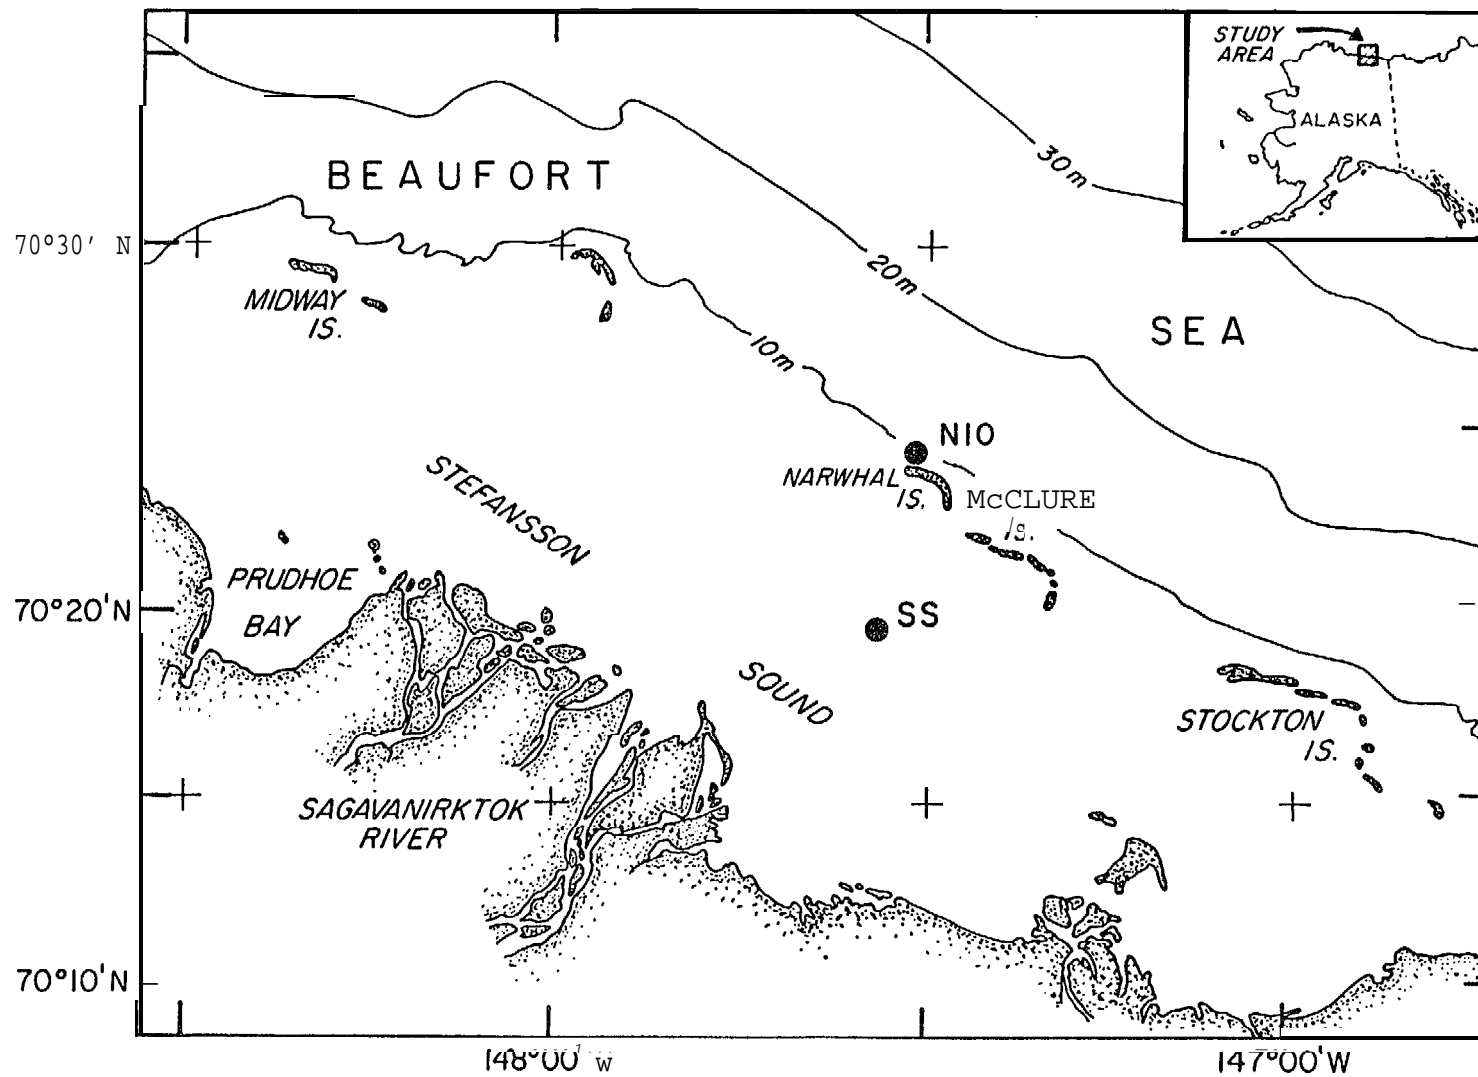 STUDY
AREA
ALASKA
30m
BEAUFORT
70°30' N
20m
MIDWAY
IS.
SEA
10m
N10
STEFANSSON
NARWHAL
IS.
McCLURE
Is.
PRUDHOE
BAY
70°20'N
SS
SOUND
STOCKTON
IS.
SAGAVANIRKTOK
RIVER
70°10'N
148°00' W
147°00'W